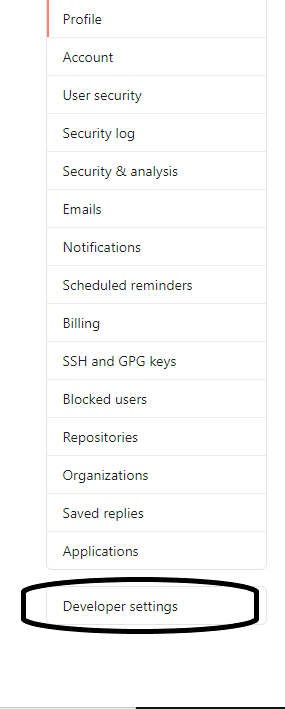 Profile
Account
User security
Security log
Security & analysis
Emails
Notifications
Scheduled reminders
Billing
SSH and GPG keys
Blocked users
Repositories
Organizations
Saved replies
Applications
Developer settings